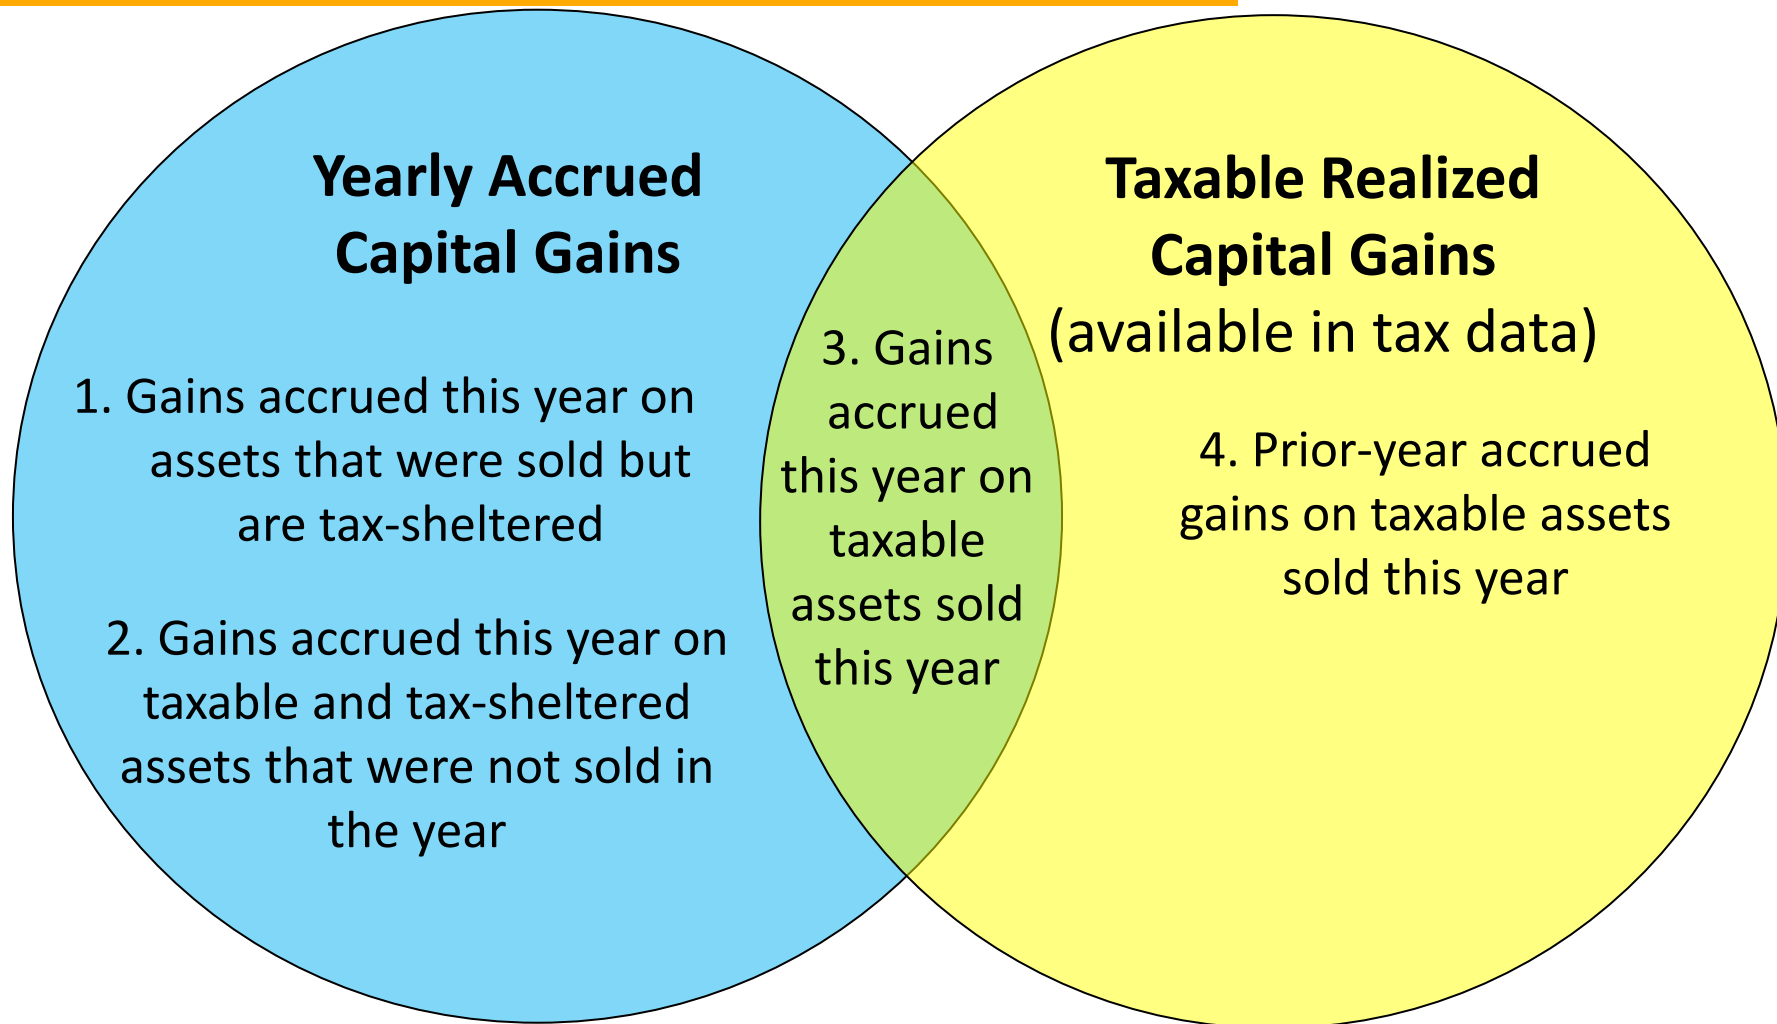 Yearly Accrued
Capital Gains
1. Gains accrued this year on
assets that were sold but
are tax-sheltered
2. Gains accrued this year on
taxable and tax-sheltered
assets that were not sold in
the year
3. Gains
accrued
this year on
taxable
assets sold
this year
Taxable Realized
Capital Gains
(available in tax data)
4. Prior-year accrued
gains on taxable assets
sold this year